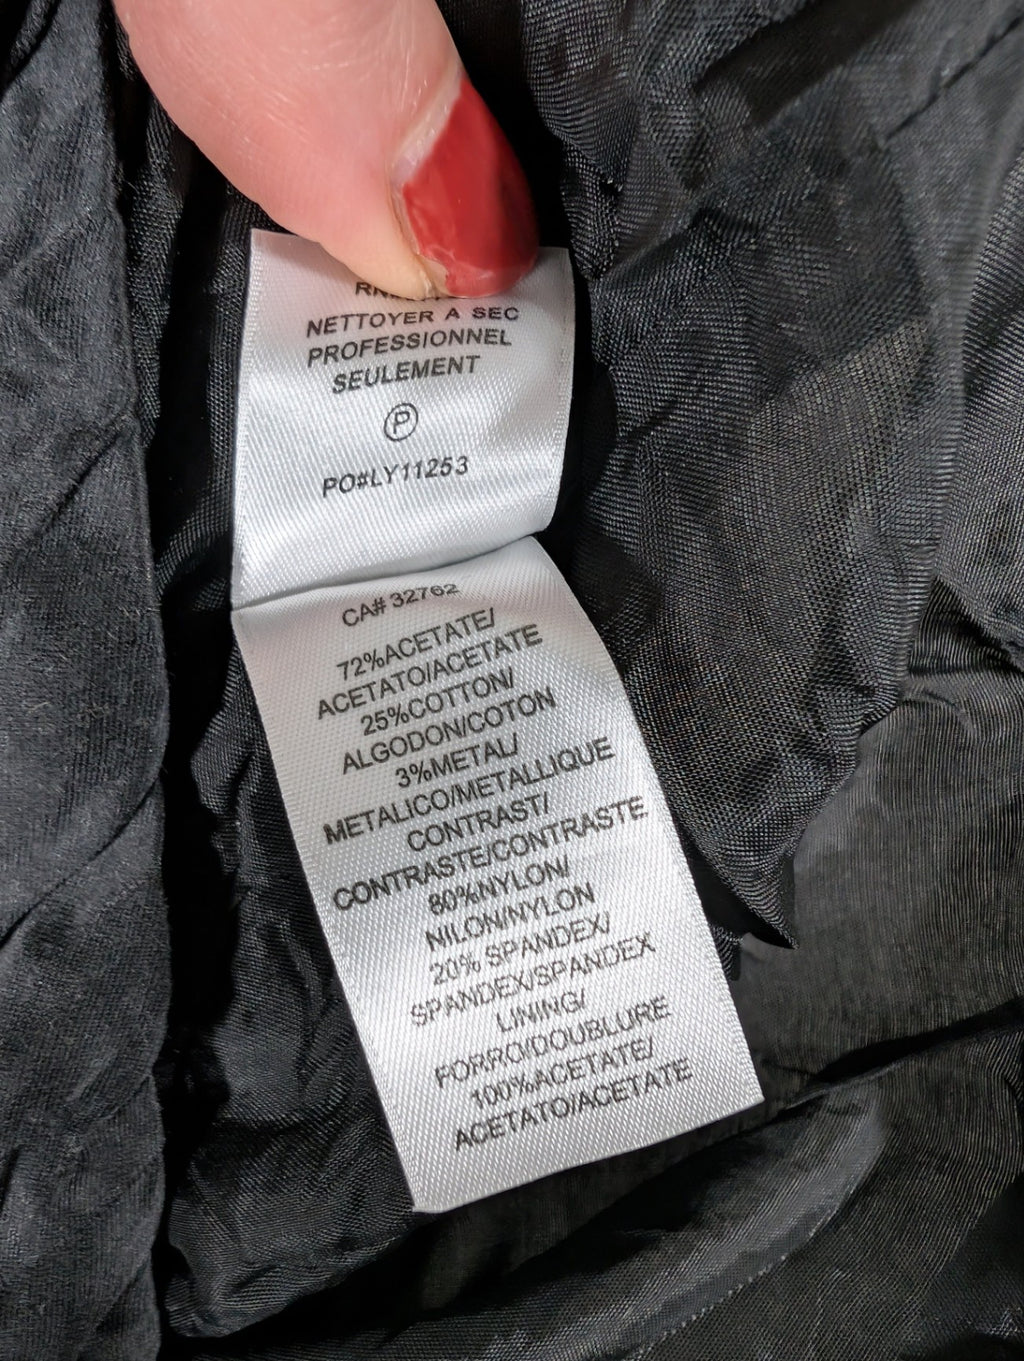 NETTOYER A SEC
PROFESSIONNEL
SEULEMENT
P
PO#LY11253
CA# 32762
72%ACETATE/
ACETATO/ACETATE
25%COTTON/
ALGODON/COTON
3%METAL/
METALICO/METALLIQUE
CONTRAST/
CONTRASTE/CONTRASTE
80%NYLON/
NILON/NYLON
20% SPANDEX/
SPANDEX/SPANDEX
LINING/
FORRO/DOUBLURE
100%ACETATE/
ACETATO/ACETATE